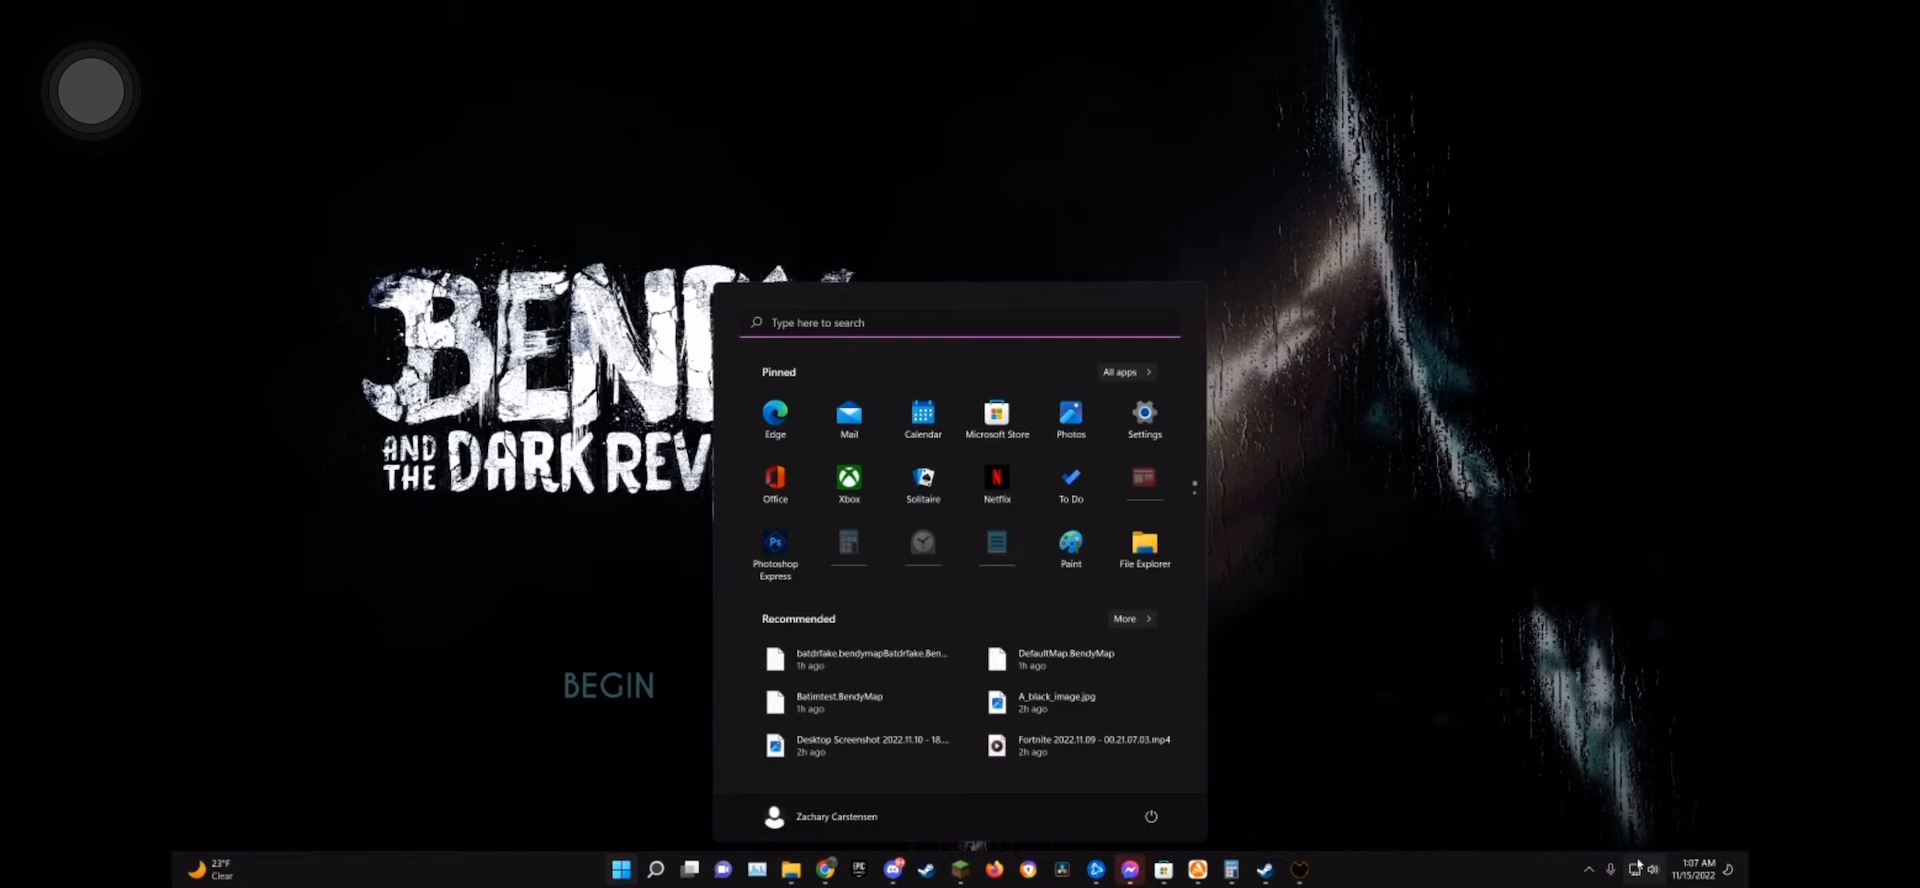 BEND
AND THE DARK REV
BEGIN
Type here to search
Pinned
All apps
Edge
Mail
Calendar
Microsoft Store
Photos
Settings
Office
Xbox
Solitaire
Netflix
To Do
Ps
Photoshop
Express
Paint
File Explorer
Recommended
More
batdrfake.bendymapBatdrfake.Ben...
1h ago
DefaultMap.BendyMap
1h ago
Batimtest.BendyMap
1h ago
A_black_image.jpg
2h ago
Desktop Screenshot 2022.11.10 - 18....
2h ago
Fortnite 2022.11.09 - 00.21.07.03.mp4
2h ago
Zachary Carstensen
23°F
Clear
EPIC
1:07 AM
11/15/2022